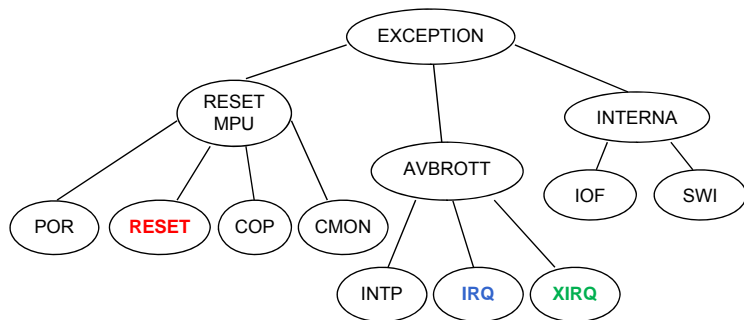 EXCEPTION
RESET
MPU
INTERNA
AVBROTT
POR
RESET
COP
CMON
IOF
SWI
INTP
IRQ
XIRQ